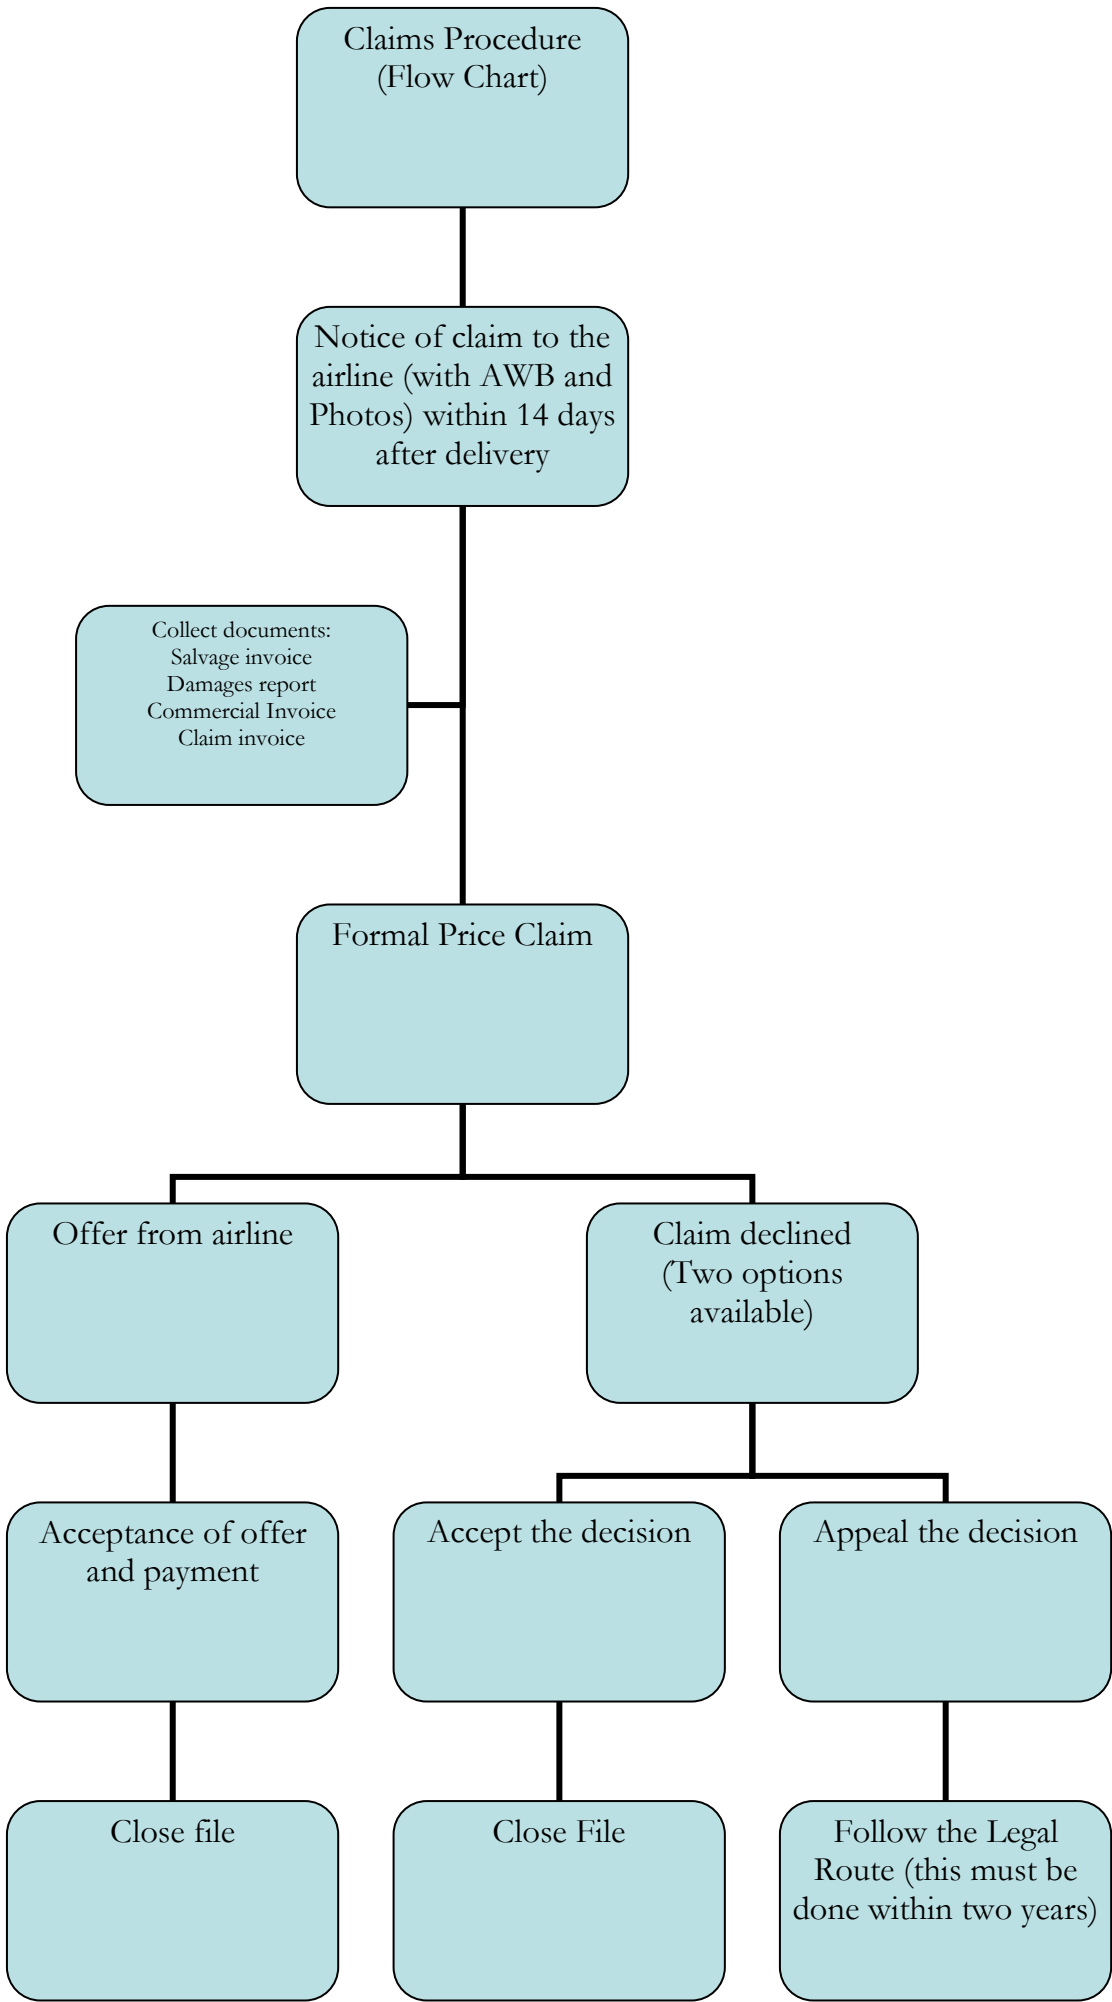 Claims Procedure
(Flow Chart)
Notice of claim to the
airline (with AWB and
Photos) within 14 days
after delivery
Collect documents:
Salvage invoice
Damages report
Commercial Invoice
Claim invoice
Formal Price Claim
Offer from airline
Claim declined
(Two options
available)
Acceptance of offer
and payment
Accept the decision
Appeal the decision
Close file
Close File
Follow the Legal
Route (this must be
done within two years)